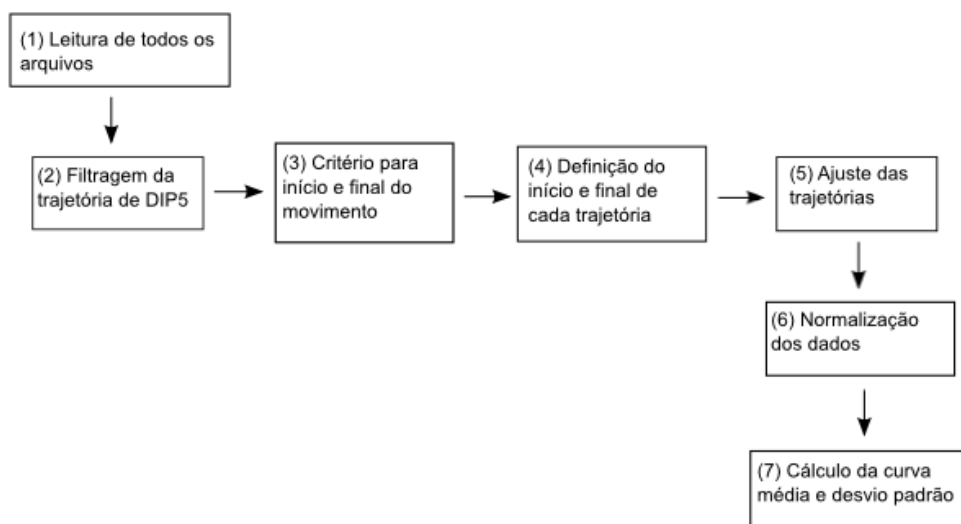 (1) Leitura de todos os
arquivos
(2) Filtragem da
trajetória de DIP5
(3) Critério para
início e final do
movimento
(4) Definição do
início e final de
cada trajetória
(5) Ajuste das
trajetórias
(6) Normalização
dos dados
(7) Cálculo da curva
média e desvio padrão